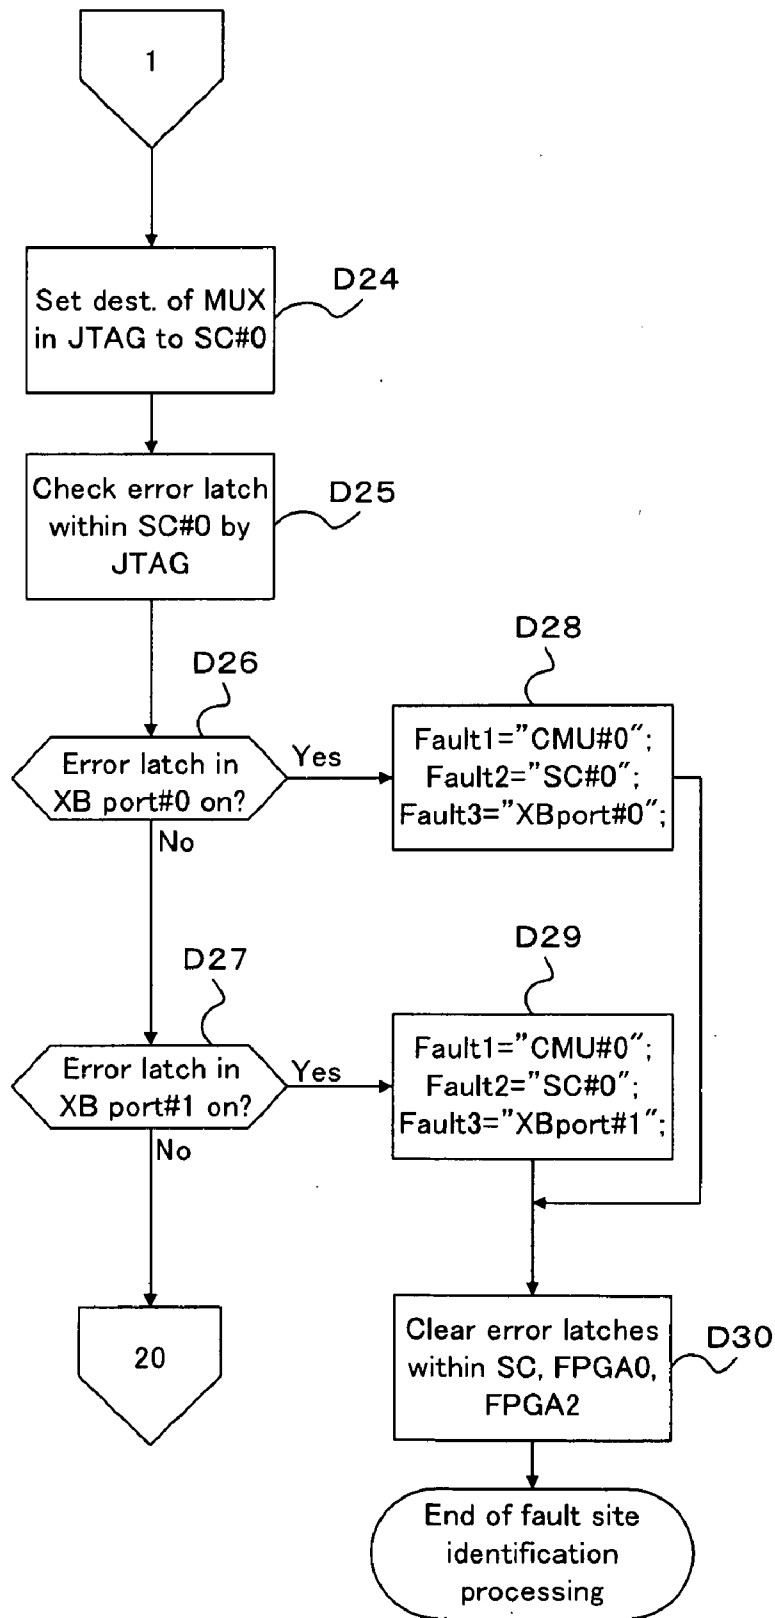 1
Set dest. of MUX
in JTAG to SC#0
D24
Check error latch
within SC#0 by
JTAG
D25
D26
Error latch in
XB port#0 on?
Yes
No
D28
Fault1="CMU#0";
Fault2="SC#0";
Fault3="XBport#0";
D27
Error latch in
XB port#1 on?
Yes
No
D29
Fault1="CMU#0";
Fault2="SC#0";
Fault3="XBport#1";
20
Clear error latches
within SC, FPGA0,
FPGA2
D30
End of fault site
identification
processing